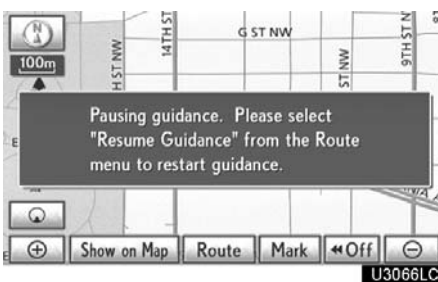 N
14TH ST
G ST NW
9TH ST N
100m
H ST NW
ST NW
Pausing guidance. Please select
"Resume Guidance" from the Route
menu to restart guidance.
Show on Map
Route
Mark
Off
U3066LC